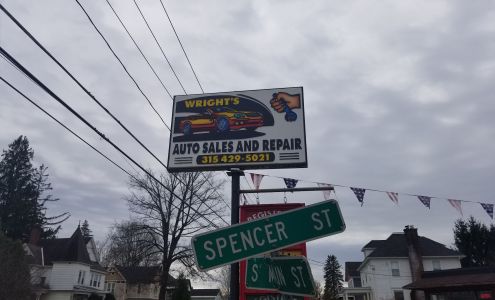 WRIGHT'S
AUTO SALES AND REPAIR
315 429-5021
SPENCER ST
S MAIN ST